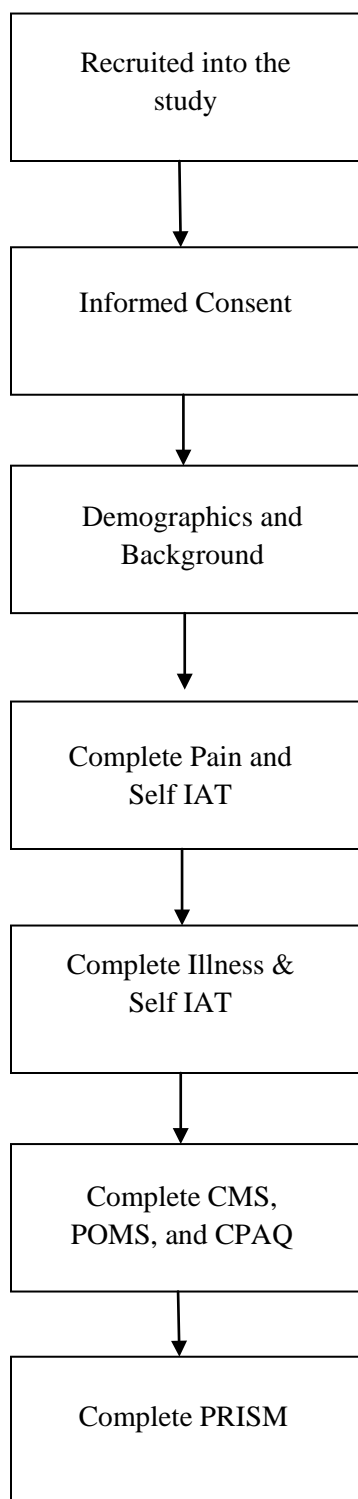 Recruited into the
study
Informed Consent
Demographics and
Background
Complete Pain and
Self IAT
Complete Illness &
Self IAT
Complete CMS,
POMS, and CPAQ
Complete PRISM